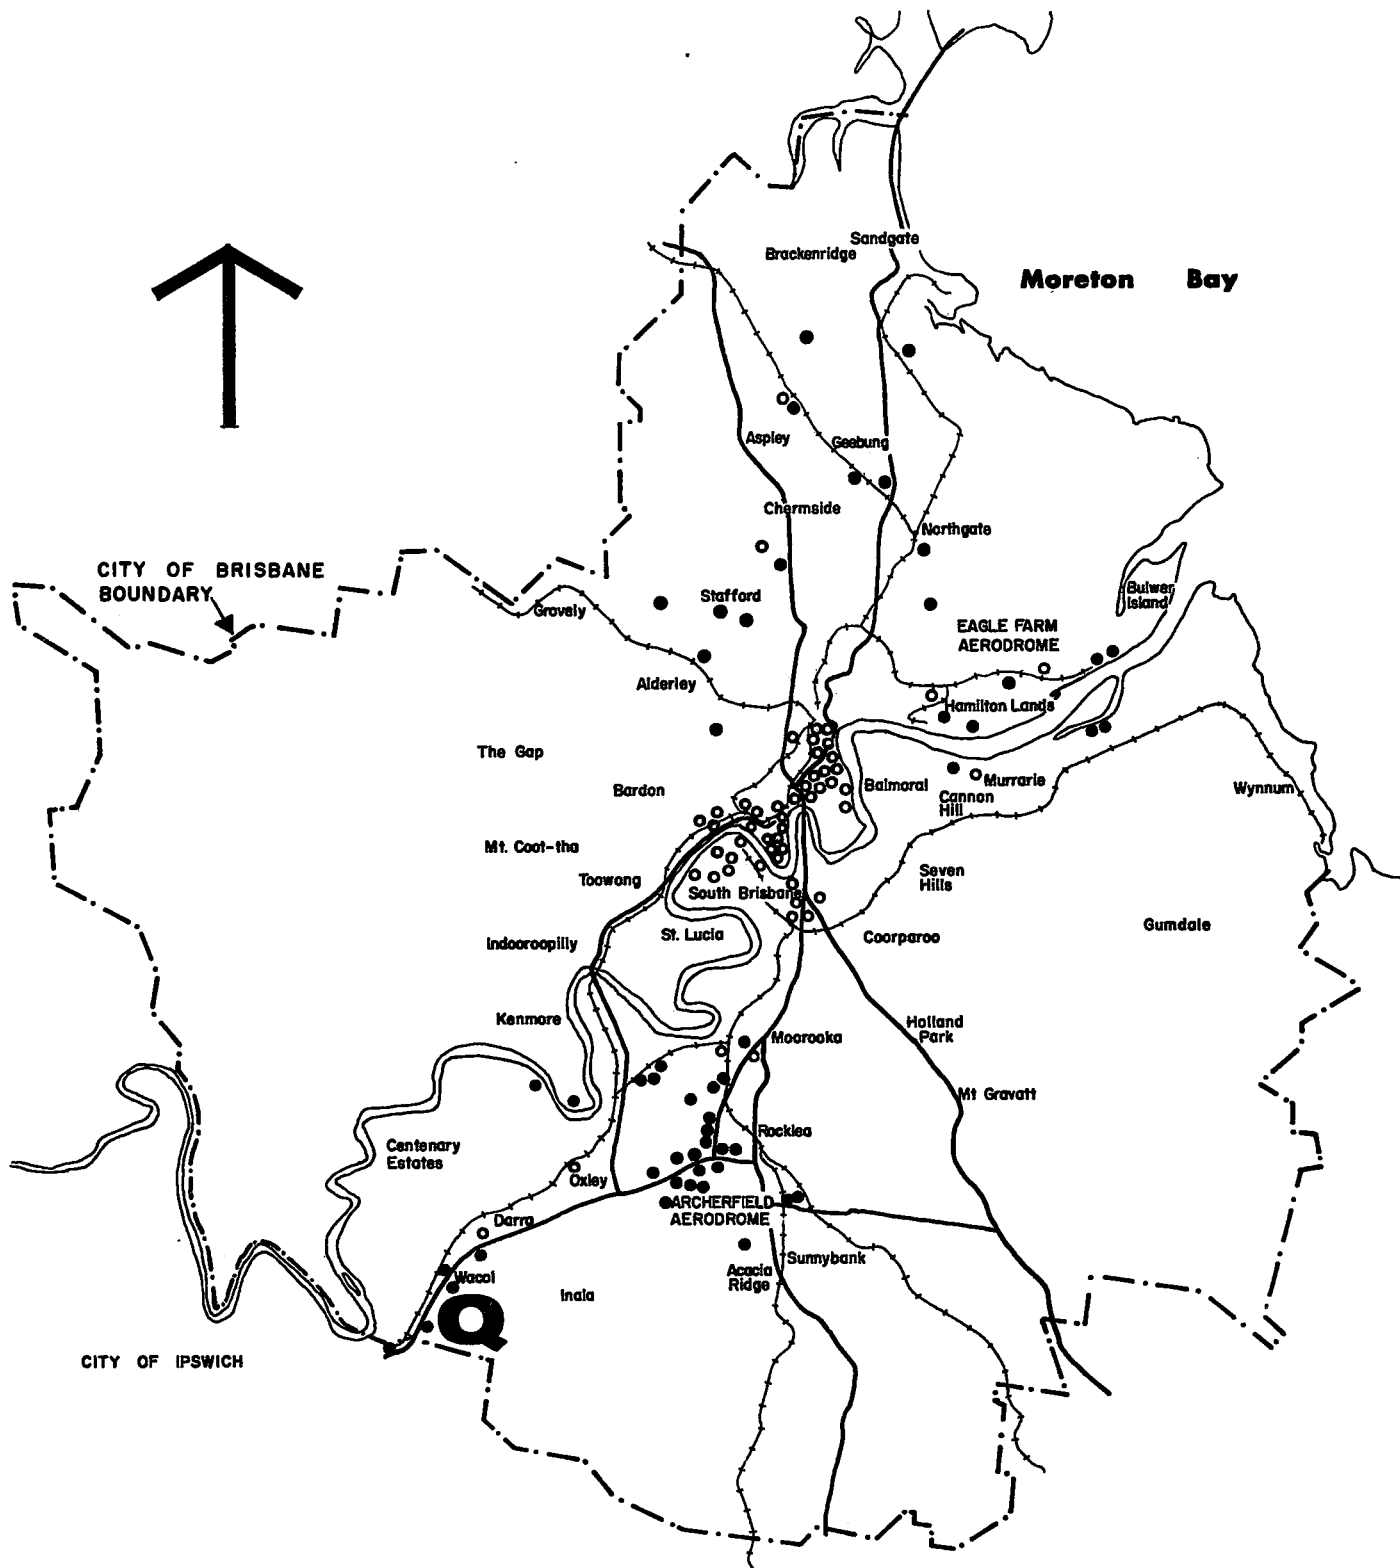 Sandgate
Brackenridge
Moreton Bay
Aspley
Geebung
Chermside
Northgate
CITY OF BRISBANE
BOUNDARY
Bulwer
Island
Stafford
Grovely
EAGLE FARM
AERODROME
Alderley
Hamilton Lands
The Gap
Murrarie
Balmoral
Bardon
Wynnum
Cannon
Hill
Mt. Coot-tha
Seven
Hills
Toowong
South Brisbane
Gumdale
St. Lucia
Coorparoo
Indooroopilly
Kenmore
Holland
Park
Moorooka
Mt Gravatt
Rocklea
Centenary
Estates
Oxley
ARCHERFIELD
AERODROME
Darra
Sunnybank
Acacia
Ridge
Wacol
Inala
Q
CITY OF IPSWICH